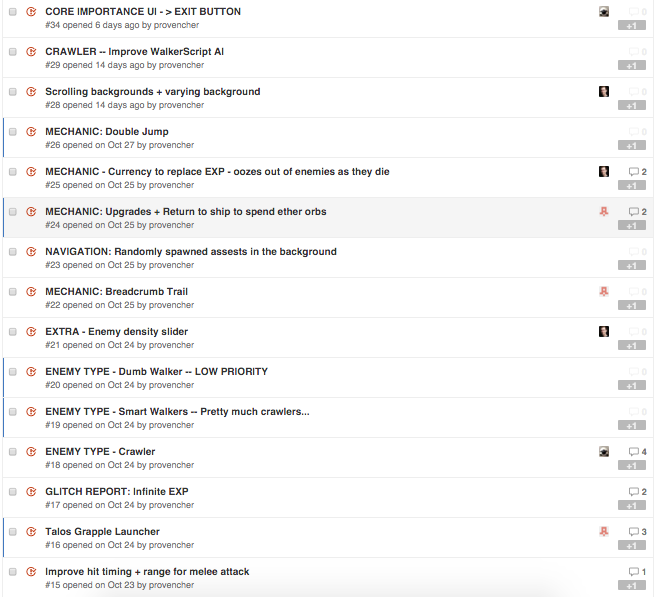 CORE IMPORTANCE UI - > EXIT BUTTON 0
#34 opened 6 days ago by provencher +1
CRAWLER -- Improve WalkerScript AI 0
#29 opened 14 days ago by provencher +1
Scrolling backgrounds + varying background 0
#28 opened 14 days ago by provencher +1
MECHANIC: Double Jump 0
#26 opened on Oct 27 by provencher +1
MECHANIC - Currency to replace EXP - oozes out of enemies as they die 2
#25 opened on Oct 25 by provencher +1
MECHANIC: Upgrades + Return to ship to spend ether orbs 2
#24 opened on Oct 25 by provencher +1
NAVIGATION: Randomly spawned assests in the background 0
#23 opened on Oct 25 by provencher +1
MECHANIC: Breadcrumb Trail 0
#22 opened on Oct 25 by provencher +1
EXTRA - Enemy density slider 0
#21 opened on Oct 24 by provencher +1
ENEMY TYPE - Dumb Walker -- LOW PRIORITY 0
#20 opened on Oct 24 by provencher +1
ENEMY TYPE - Smart Walkers -- Pretty much crawlers... 0
#19 opened on Oct 24 by provencher +1
ENEMY TYPE - Crawler 4
#18 opened on Oct 24 by provencher +1
GLITCH REPORT: Infinite EXP 2
#17 opened on Oct 24 by provencher +1
Talos Grapple Launcher 3
#16 opened on Oct 24 by provencher +1
Improve hit timing + range for melee attack 1
#15 opened on Oct 23 by provencher +1